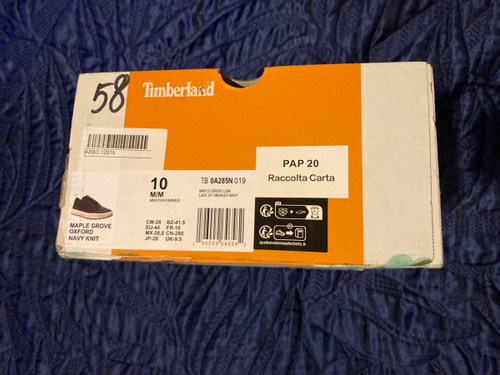 58
Timberland
AEBO 12819
10
M/M
MEN'S/HOMMES
TB 0A285N 019
MAPLE GROVE LOW
LACE UP SNEAKER NAVY
PAP 20
Raccolta Carta
MAPLE GROVE
OXFORD
NAVY KNIT
CM-28 BZ-41,5
EU-44 FR-10
MX-28,0 CN-280
JP-28 UK-9.5